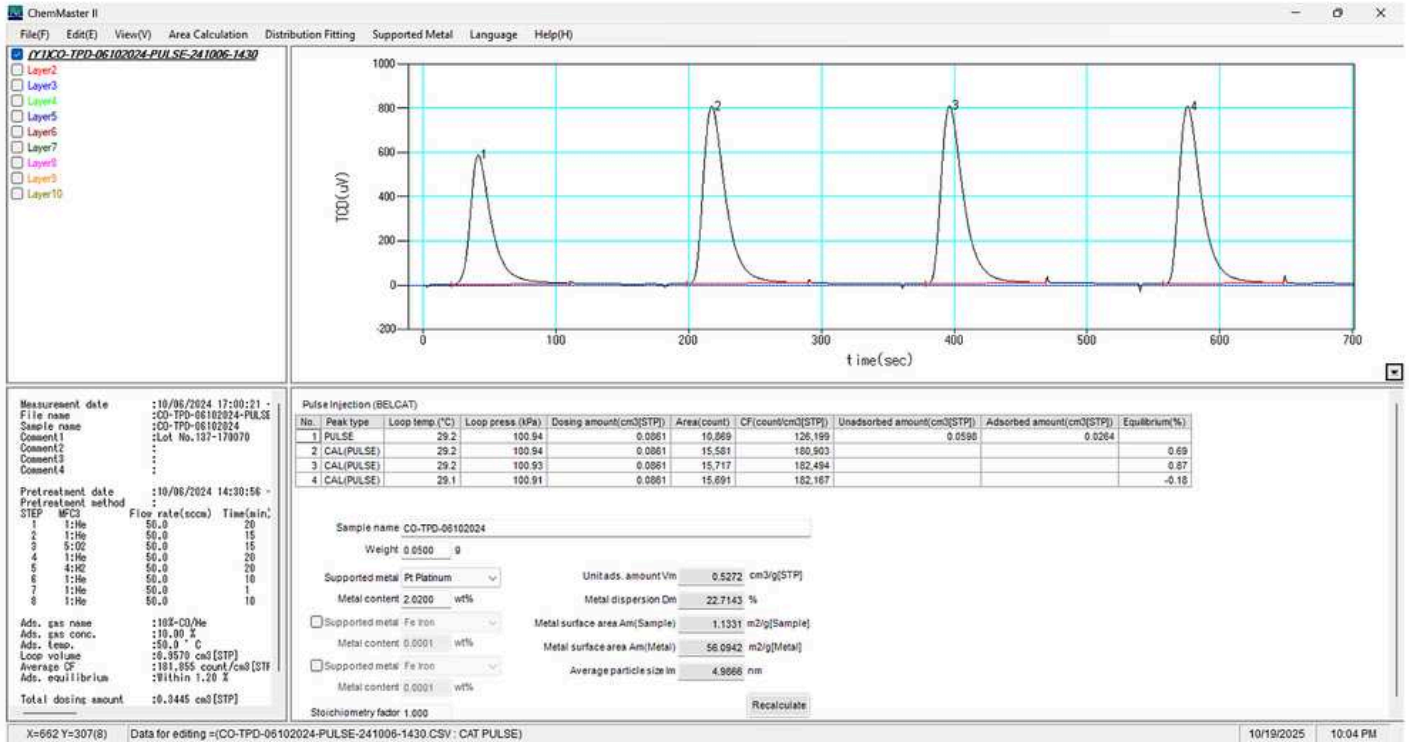 ChemMaster II
File(F) Edit(E) View(V) Area Calculation Distribution Fitting Supported Metal Language Help(H)
(Y1)CO-TPD-06102024-PULSE-241006-1430
Layer2
Layer3
Layer4
Layer5
Layer6
Layer7
Layer8
Layer9
Layer10
1000
800
600
400
200
0
-200
TCD(uV)
1 2 3 4
0 100 200 300 400 500 600 700
time(sec)
Measurement date :10/06/2024 17:00:21 -
File name :CO-TPD-06102024-PULSE
Sample name :CO-TPD-06102024
Comment1 :Lot No.137-170070
Comment2 :
Comment3 :
Comment4 :
Pretreatment date :10/06/2024 14:30:56 -
Pretreatment method :
STEP MFC3 Flow rate(sccm) Time(min)
1 1:He 50.0 20
2 1:He 50.0 15
3 5:O2 50.0 15
4 1:He 50.0 20
5 4:H2 50.0 20
6 1:He 50.0 10
7 1:He 50.0 1
8 1:He 50.0 10
Ads. gas name :10%-CO/He
Ads. gas conc. :10.00 %
Ads. temp. :50.0 ° C
Loop volume :0.9570 cm3[STP]
Average CF :181,855 count/cm3[STF
Ads. equilibrium :Within 1.20 %
Total dosing amount :0.3445 cm3[STP]
Pulse Injection (BELCAT)
No. Peak type Loop temp.(°C) Loop press.(kPa) Dosing amount(cm3[STP]) Area(count) CF(count/cm3[STP]) Unadsorbed amount(cm3[STP]) Adsorbed amount(cm3[STP]) Equilibrium(%)
1 PULSE 29.2 100.94 0.0861 10,869 126,199 0.0598 0.0264
2 CAL(PULSE) 29.2 100.94 0.0861 15,581 180,903 0.69
3 CAL(PULSE) 29.2 100.93 0.0861 15,717 182,494 0.87
4 CAL(PULSE) 29.1 100.91 0.0861 15,691 182,167 -0.18
Sample name CO-TPD-06102024
Weight 0.0500 g
Supported metal Pt Platinum
Metal content 2.0200 wt%
Supported metal Fe Iron
Metal content 0.0001 wt%
Supported metal Fe Iron
Metal content 0.0001 wt%
Stoichiometry factor 1.000
Unit ads. amount Vm 0.5272 cm3/g[STP]
Metal dispersion Dm 22.7143 %
Metal surface area Am(Sample) 1.1331 m2/g[Sample]
Metal surface area Am(Metal) 56.0942 m2/g[Metal]
Average particle size lm 4.9866 nm
Recalculate
X=662 Y=307(8) Data for editing =(CO-TPD-06102024-PULSE-241006-1430.CSV : CAT PULSE) 10/19/2025 10:04 PM